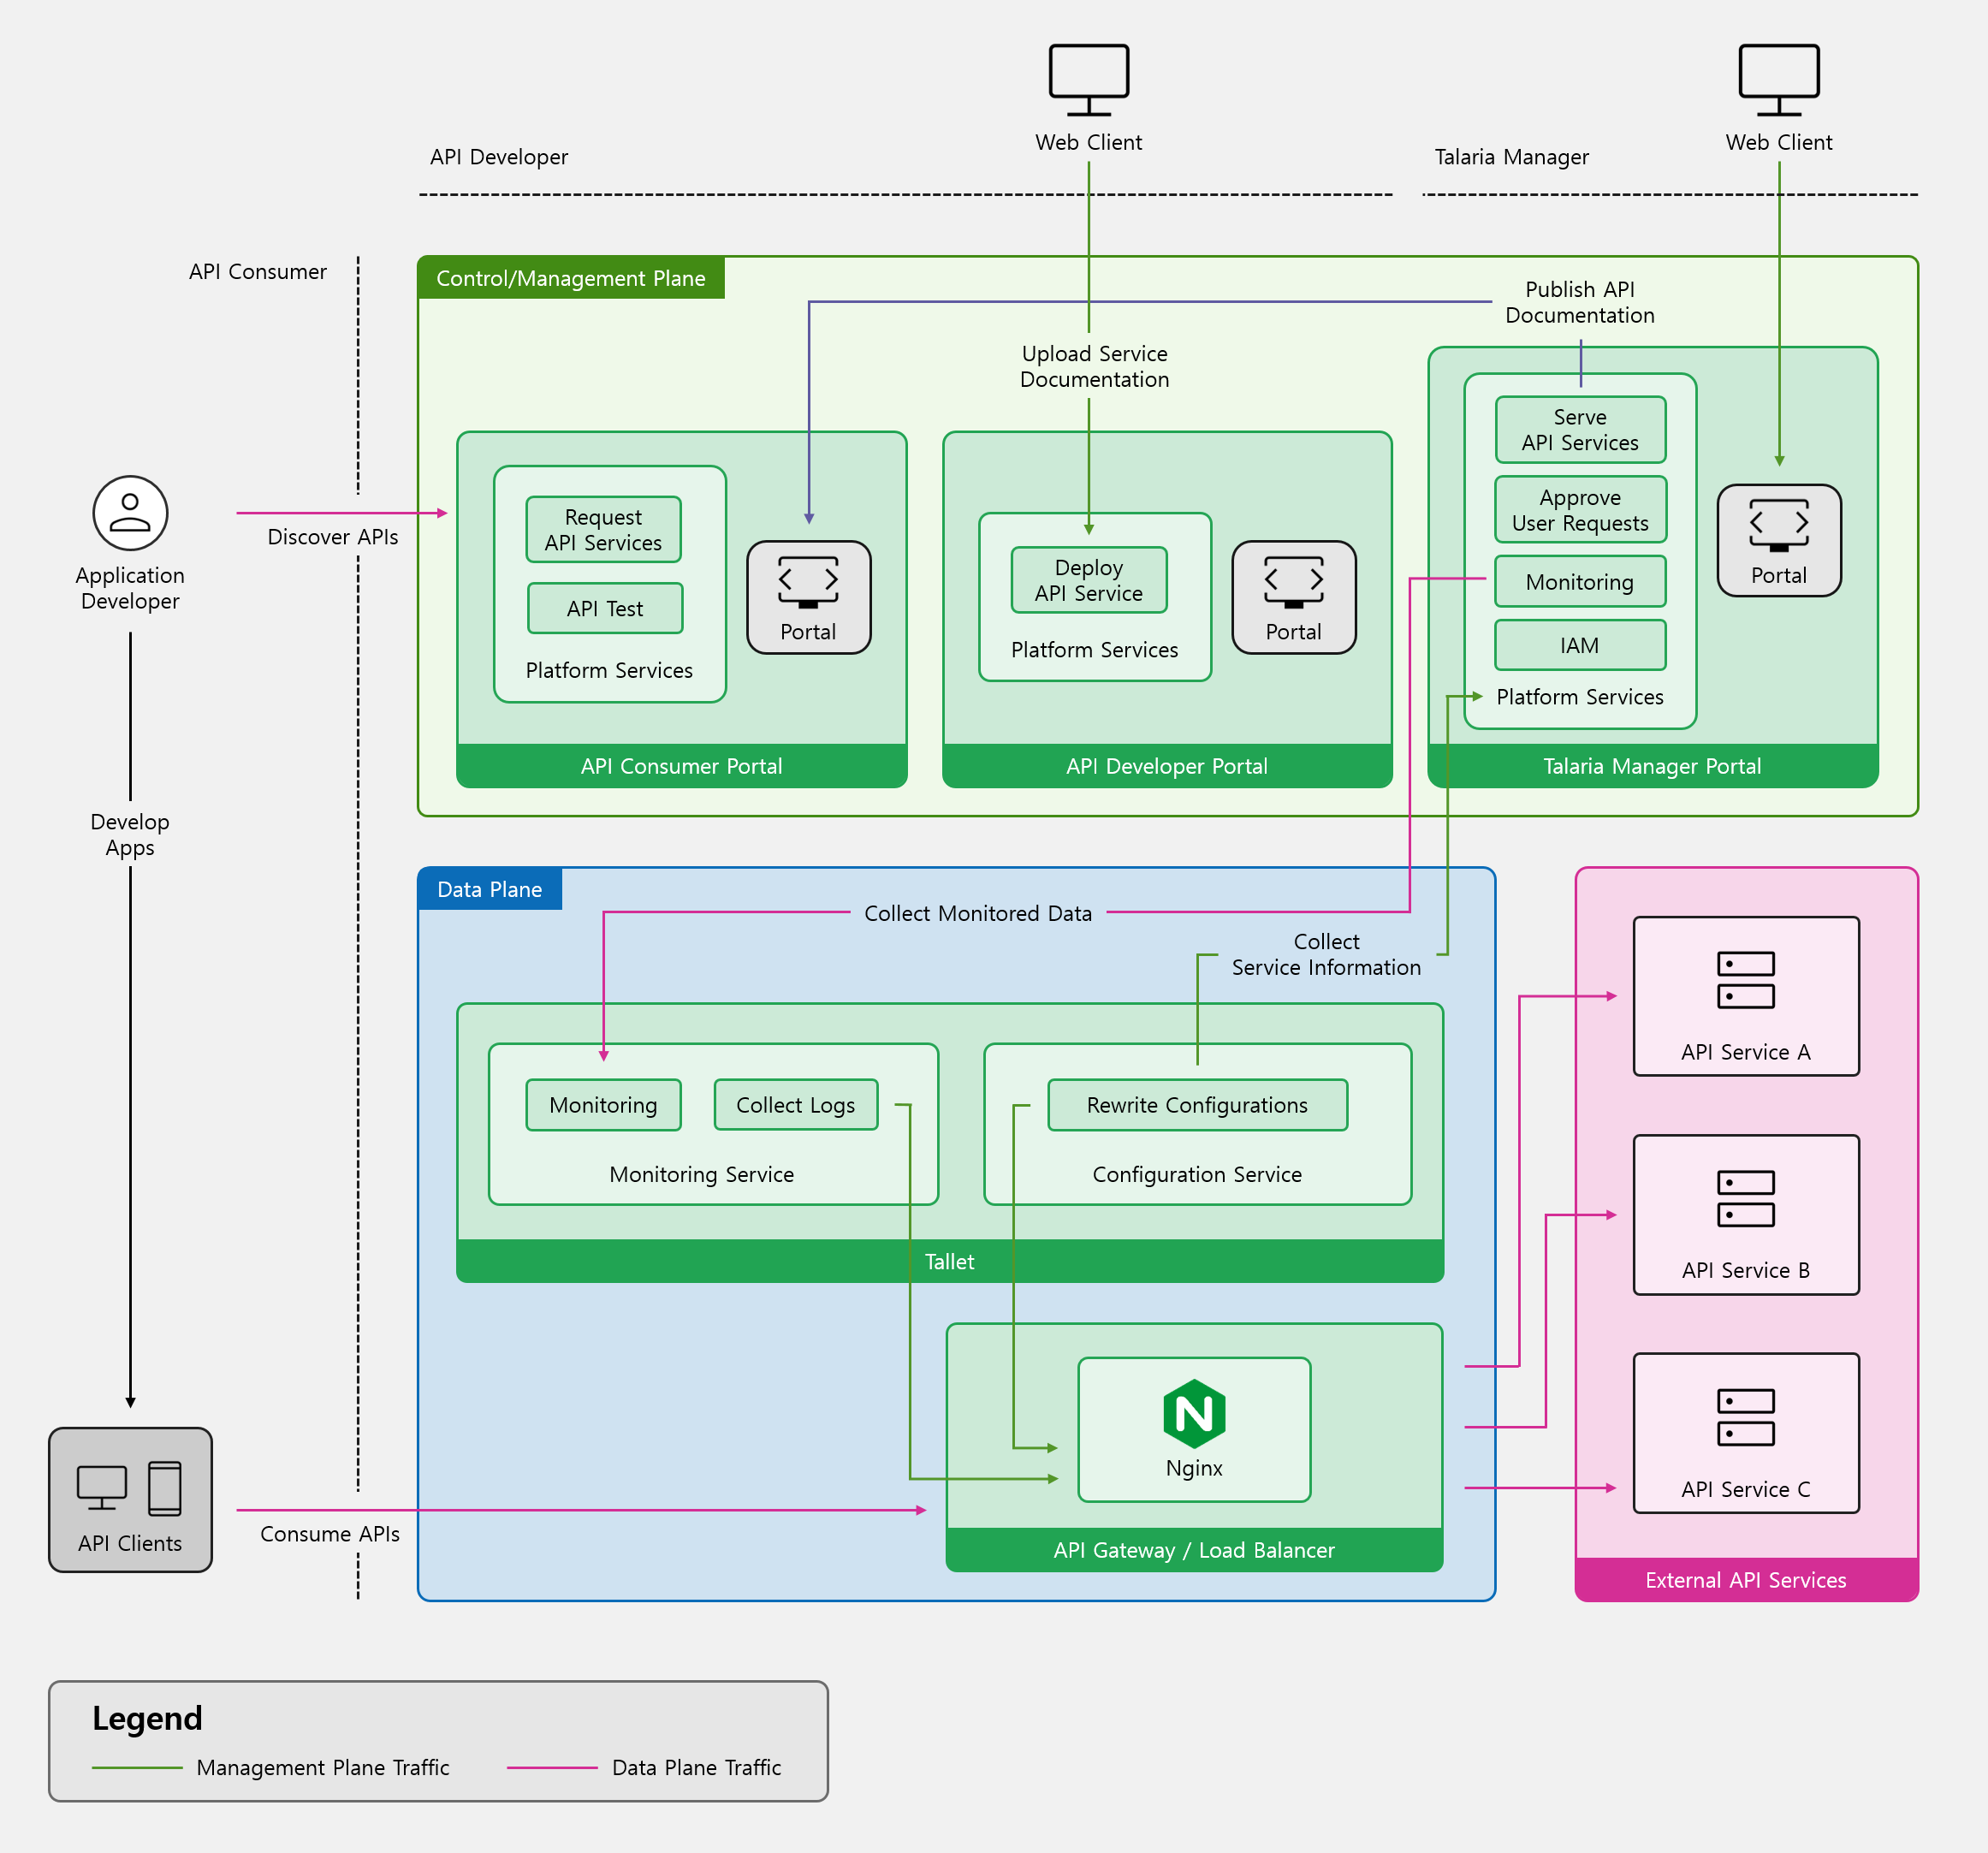 Web Client
Web Client
API Developer
Talaria Manager
API Consumer
Control/Management Plane
Publish API
Documentation
Upload Service
Documentation
Serve
API Services
Approve
User Requests
Monitoring
IAM
Platform Services
Portal
Talaria Manager Portal
Request
API Services
API Test
Platform Services
Portal
API Consumer Portal
Deploy
API Service
Platform Services
Portal
API Developer Portal
Discover APIs
Application
Developer
Develop
Apps
Data Plane
Collect Monitored Data
Collect
Service Information
Monitoring
Collect Logs
Monitoring Service
Rewrite Configurations
Configuration Service
Tallet
N
Nginx
API Gateway / Load Balancer
API Service A
API Service B
API Service C
External API Services
API Clients
Consume APIs
Legend
Management Plane Traffic
Data Plane Traffic